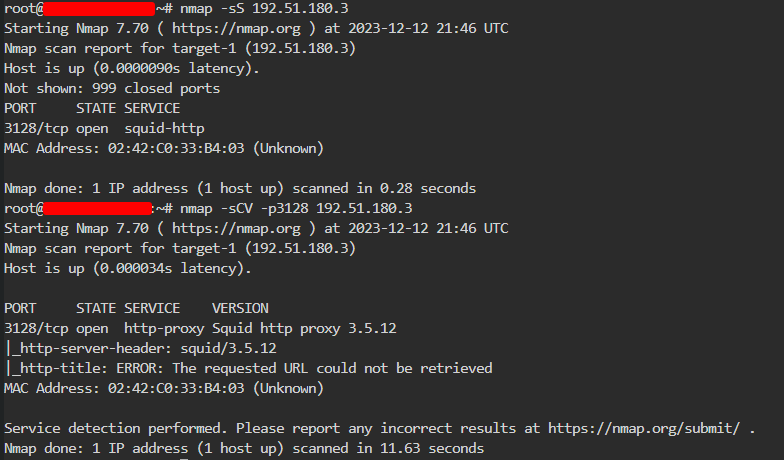 root@ ~# nmap -sS 192.51.180.3
Starting Nmap 7.70 ( https://nmap.org ) at 2023-12-12 21:46 UTC
Nmap scan report for target-1 (192.51.180.3)
Host is up (0.0000090s latency).
Not shown: 999 closed ports
PORT     STATE SERVICE
3128/tcp open  squid-http
MAC Address: 02:42:C0:33:B4:03 (Unknown)
Nmap done: 1 IP address (1 host up) scanned in 0.28 seconds
root@ :~# nmap -sCV -p3128 192.51.180.3
Starting Nmap 7.70 ( https://nmap.org ) at 2023-12-12 21:46 UTC
Nmap scan report for target-1 (192.51.180.3)
Host is up (0.000034s latency).
PORT     STATE SERVICE    VERSION
3128/tcp open  http-proxy Squid http proxy 3.5.12
|_http-server-header: squid/3.5.12
|_http-title: ERROR: The requested URL could not be retrieved
MAC Address: 02:42:C0:33:B4:03 (Unknown)
Service detection performed. Please report any incorrect results at https://nmap.org/submit/ .
Nmap done: 1 IP address (1 host up) scanned in 11.63 seconds